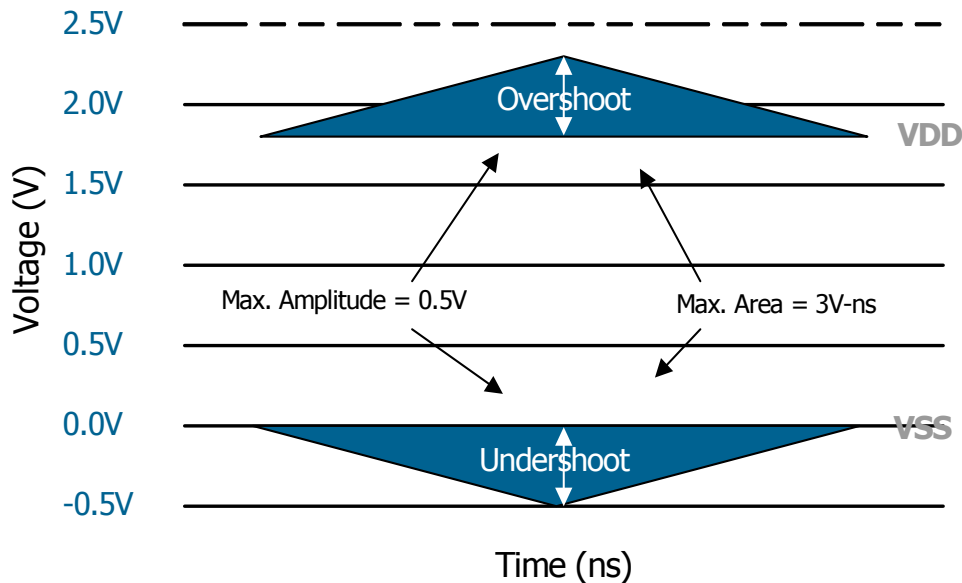 2.5V
Overshoot
2.0V
VDD
1.5V
1.0V
Voltage (V)
Max. Amplitude = 0.5V
Max. Area = 3V-ns
0.5V
0.0V
VSS
Undershoot
-0.5V
Time (ns)